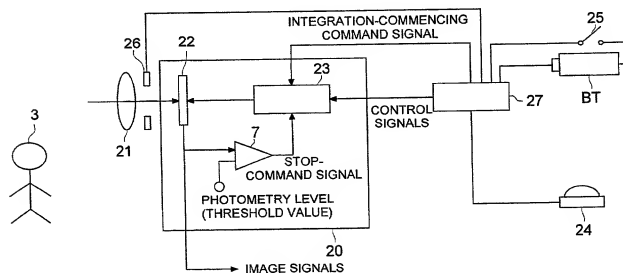 INTEGRATION-COMMENCING
COMMAND SIGNAL
25
26
22
23
BT
27
CONTROL
SIGNALS
3
21
7
STOP-
COMMAND SIGNAL
PHOTOMETRY LEVEL
(THRESHOLD VALUE)
24
20
IMAGE SIGNALS